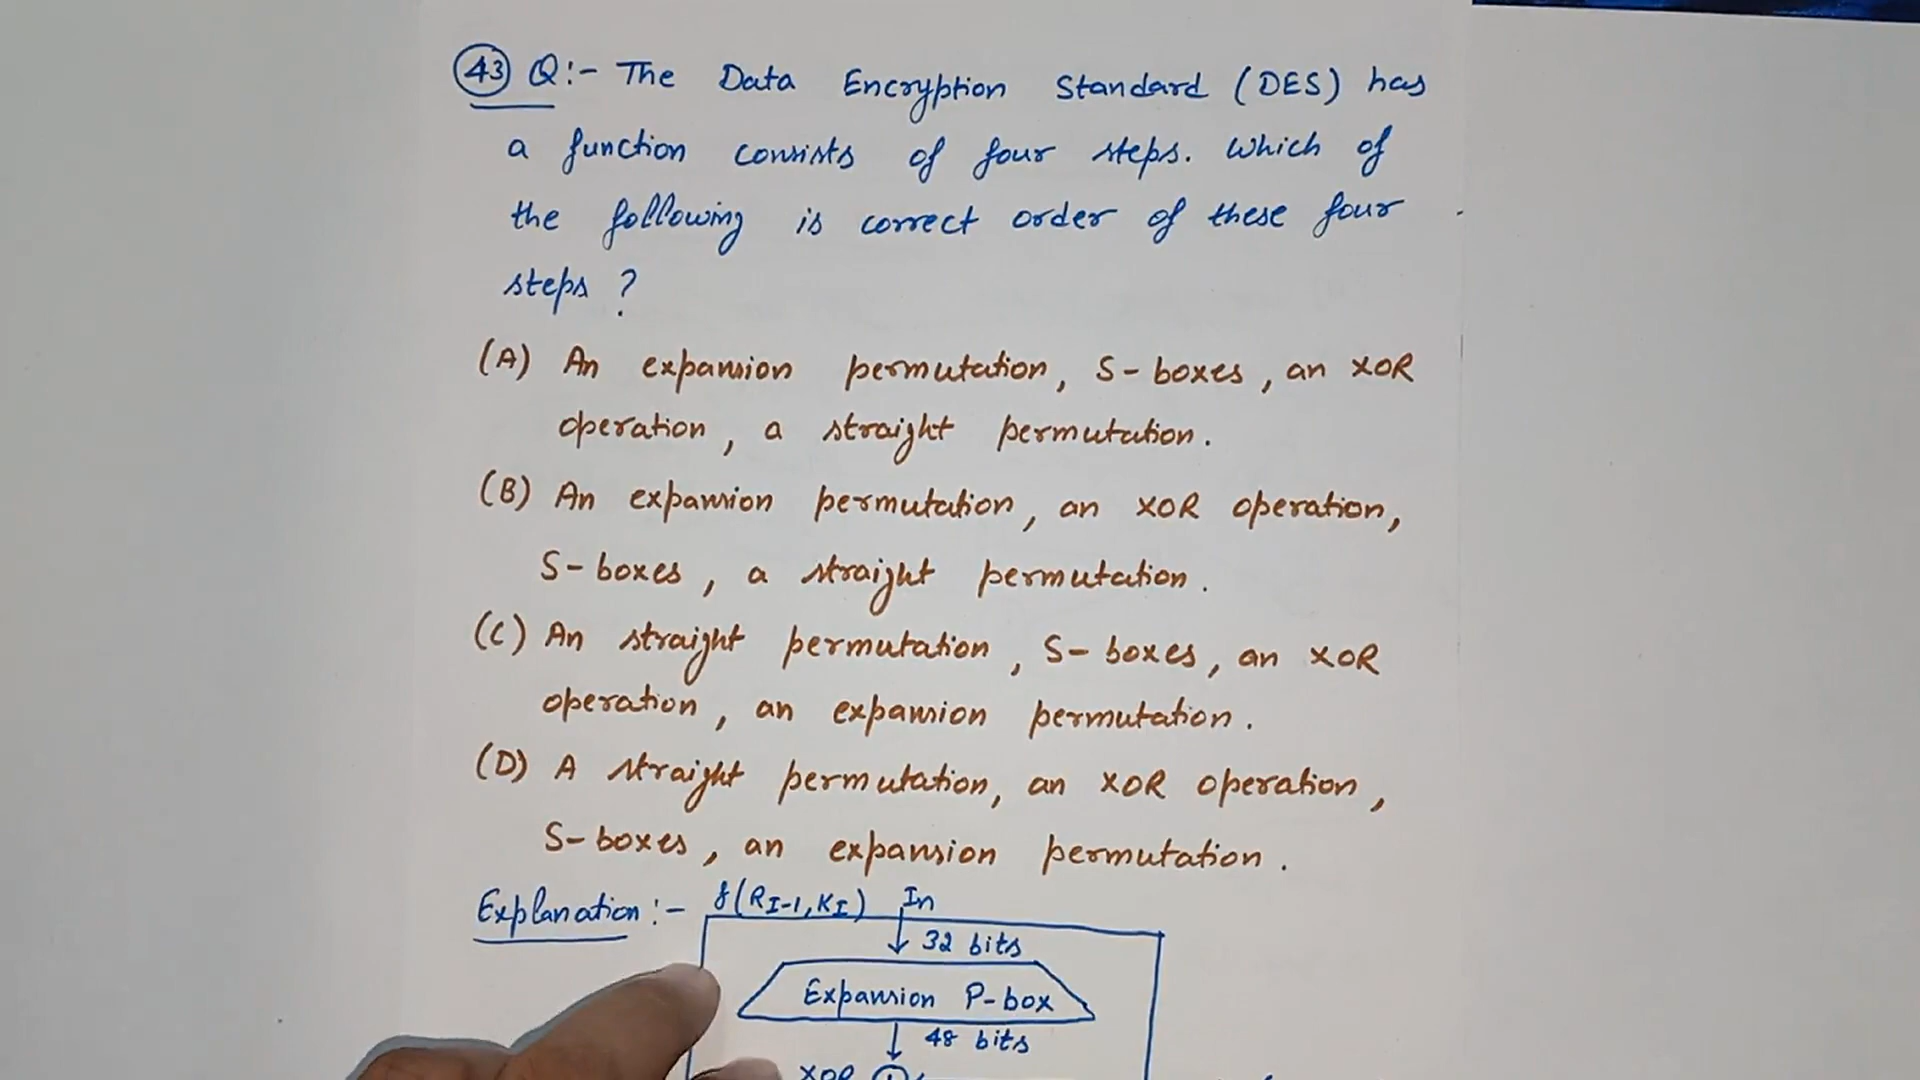 43 Q:- The Data Encryption Standard (DES) has
a function consists of four steps. Which of
the following is correct order of these four
steps ?
(A) An expansion permutation, S-boxes, an XOR
operation, a straight permutation.
(B) An expansion permutation, an XOR operation,
S-boxes, a straight permutation.
(C) An straight permutation, S-boxes, an XOR
operation, an expansion permutation.
(D) A straight permutation, an XOR operation,
S-boxes, an expansion permutation.
Explanation:- f(RI-1, KI) In
32 bits
Expansion P-box
48 bits
XOR